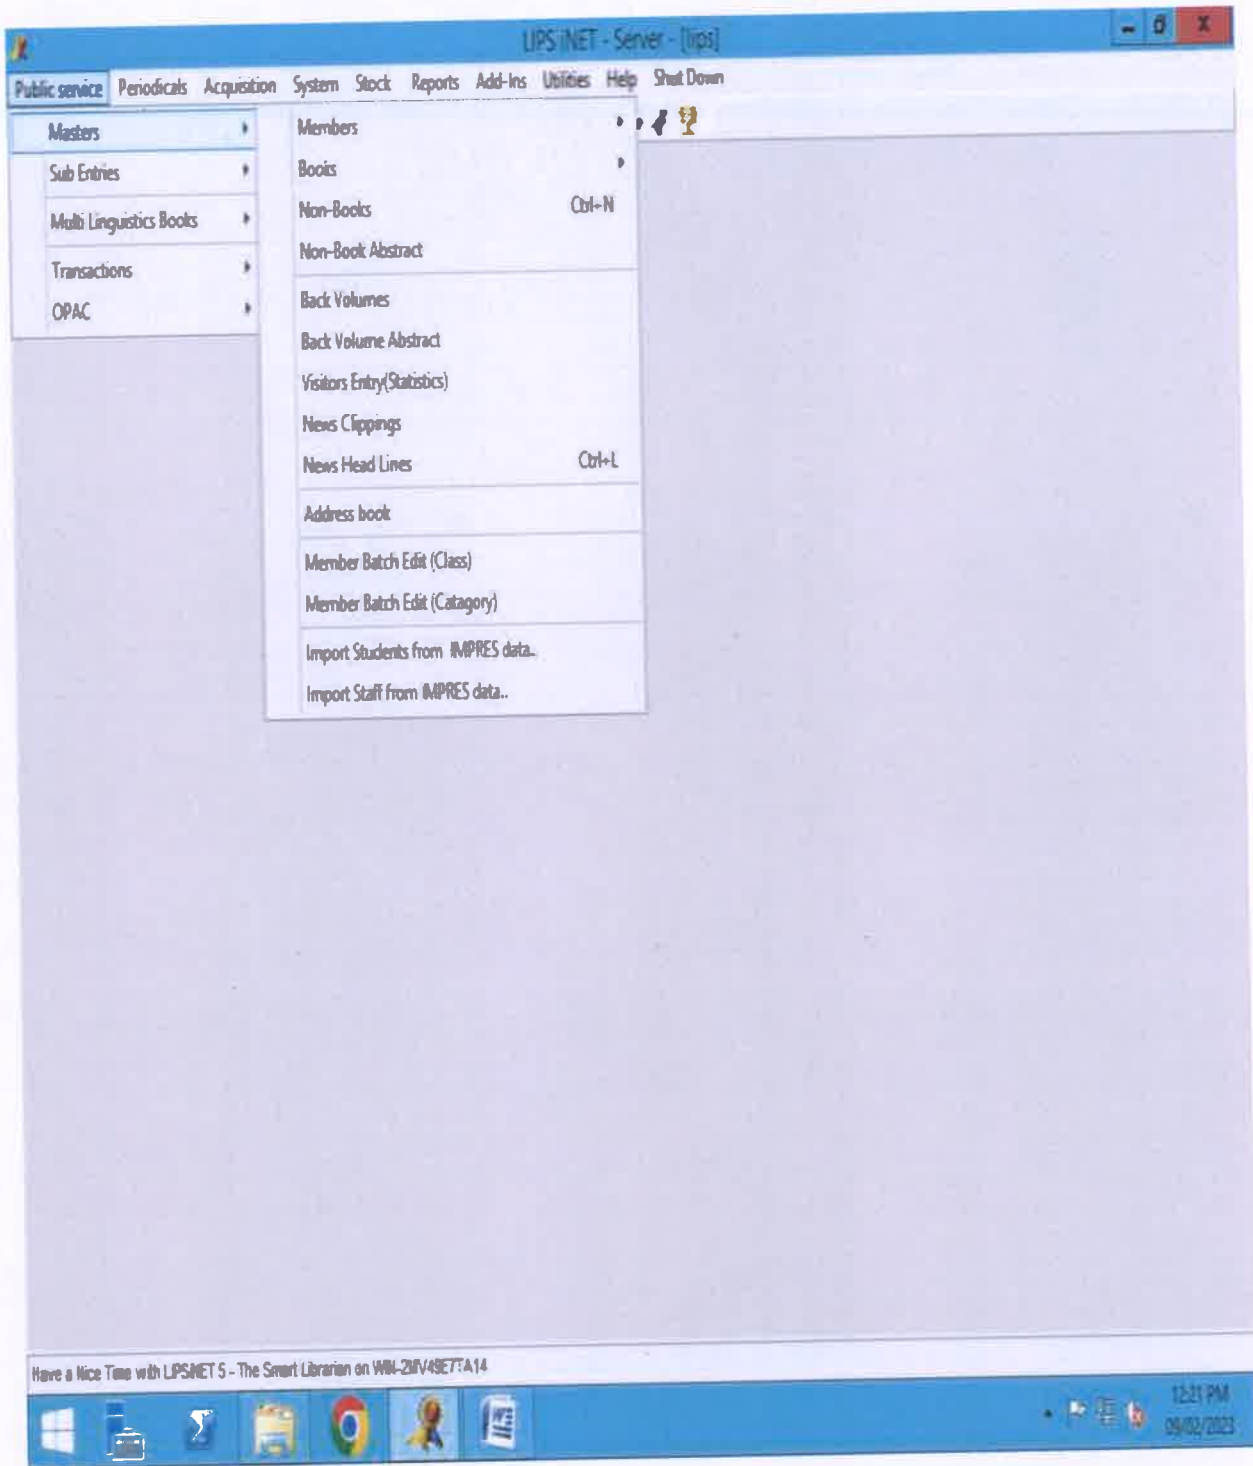 LIPS iNET - Server - [lips]
Public service Periodicals Acquisition System Stock Reports Add-Ins Utilities Help Shut Down
Masters
Sub Entries
Multi Linguistics Books
Transactions
OPAC
Members
Books
Non-Books Ctrl+N
Non-Book Abstract
Back Volumes
Back Volume Abstract
Visitors Entry(Statistics)
News Clippings
News Head Lines Ctrl+L
Address book
Member Batch Edit (Class)
Member Batch Edit (Catagory)
Import Students from IMPRES data..
Import Staff from IMPRES data..
Have a Nice Time with LIPSiNET 5 - The Smart Librarian on
12:21 PM
09/02/2023